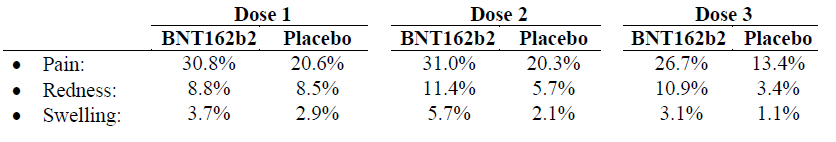 Dose 1 Dose 2 Dose 3
BNT162b2 Placebo BNT162b2 Placebo BNT162b2 Placebo
• Pain: 30.8% 20.6% 31.0% 20.3% 26.7% 13.4%
• Redness: 8.8% 8.5% 11.4% 5.7% 10.9% 3.4%
• Swelling: 3.7% 2.9% 5.7% 2.1% 3.1% 1.1%